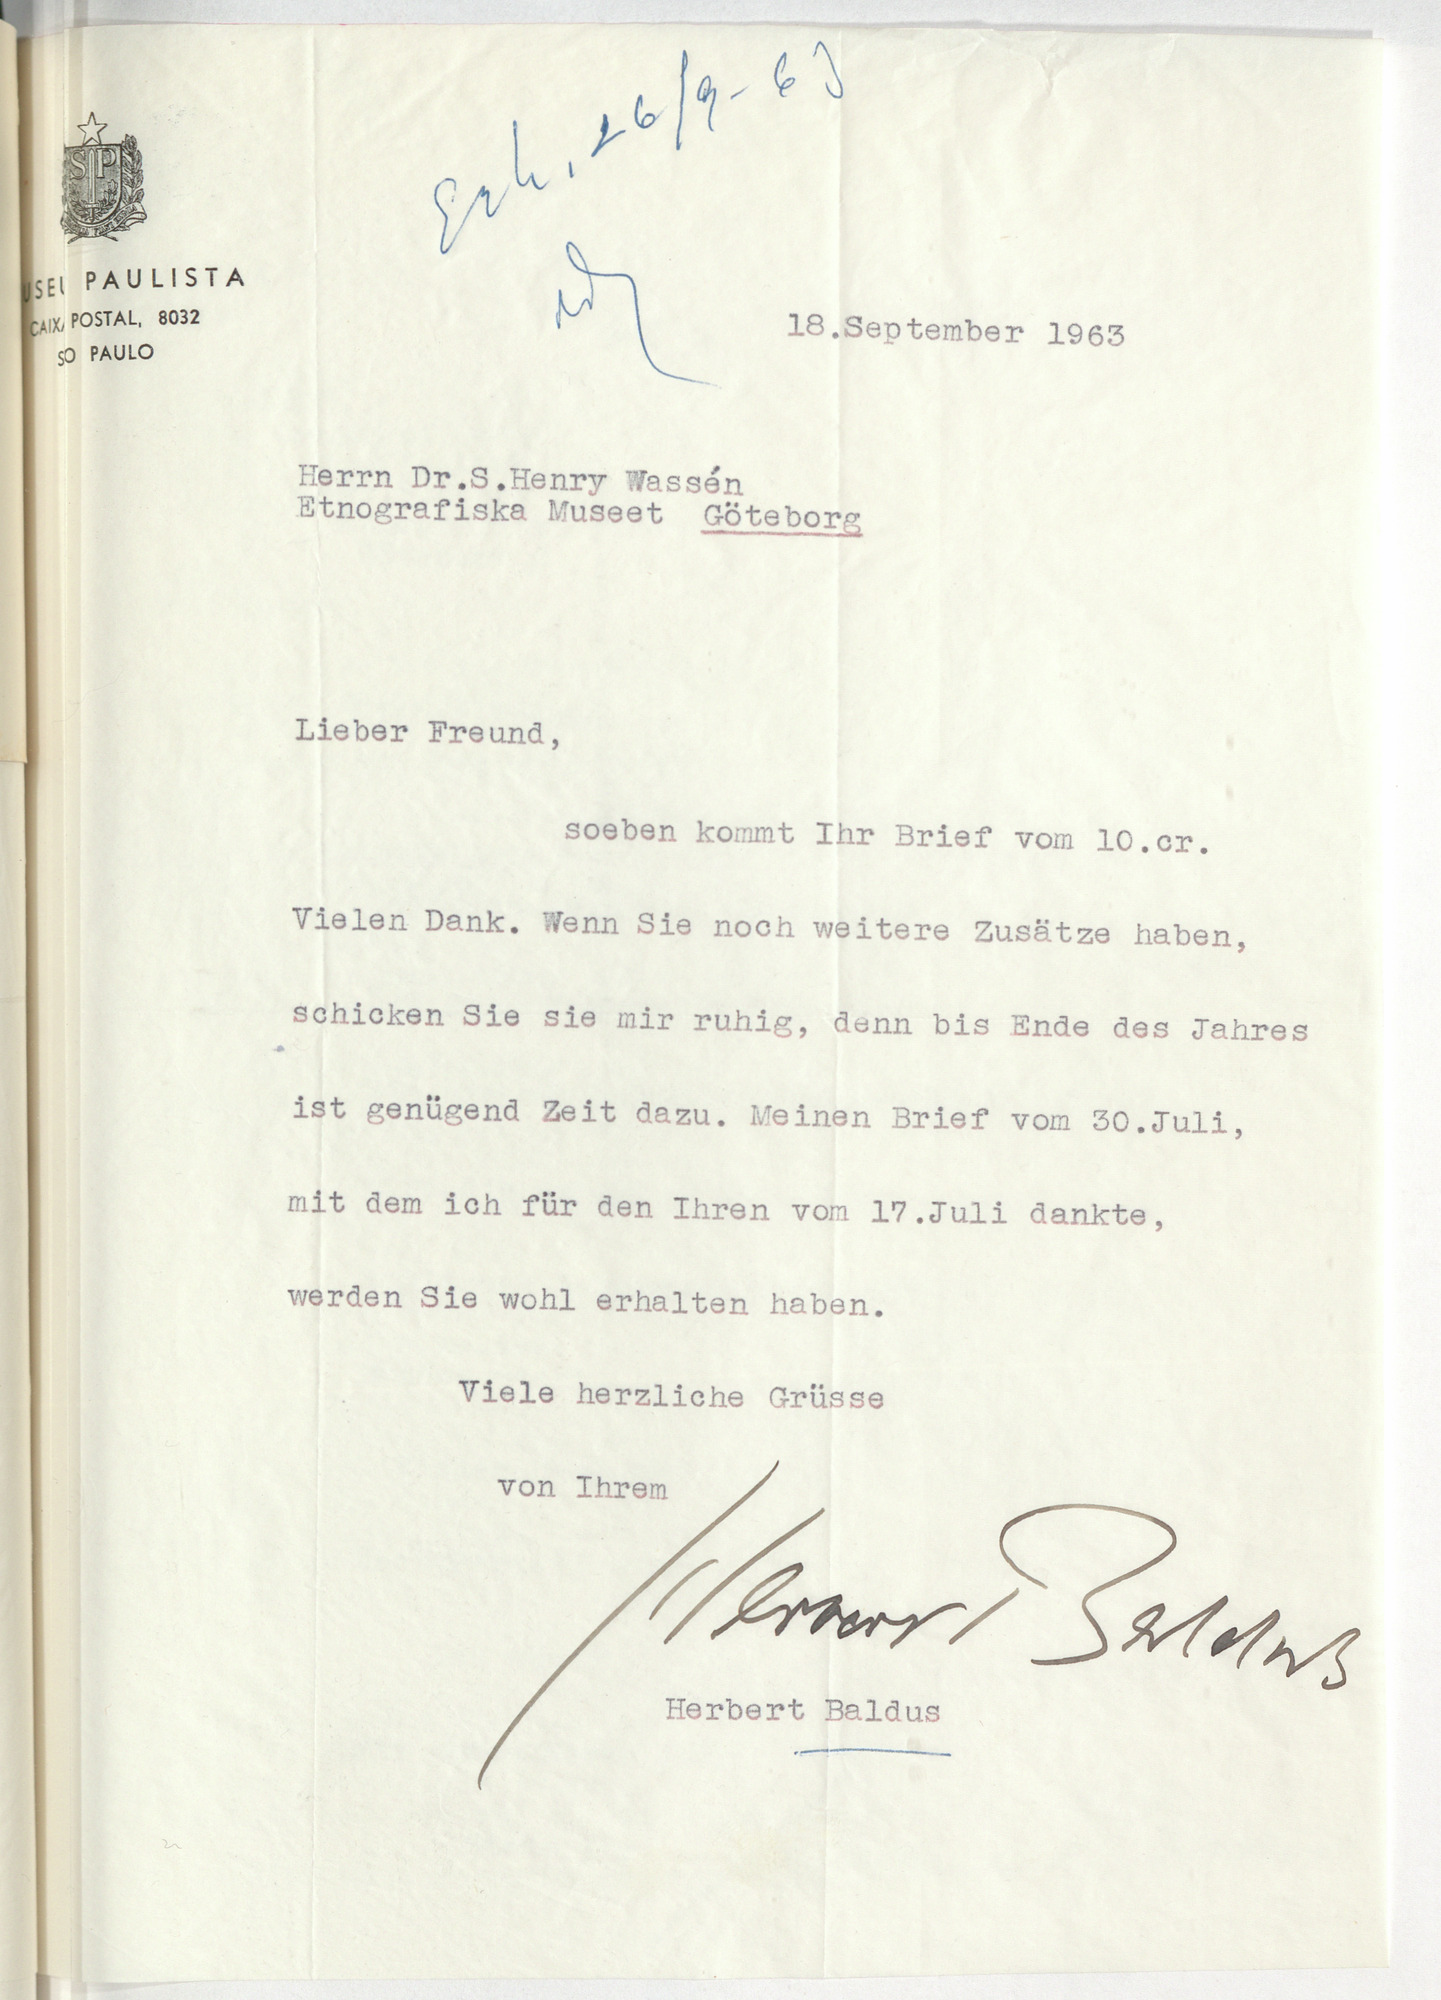 Erh. 26/9-63
SP
USEU PAULISTA
CAIXA POSTAL, 8032
SO PAULO
18.September 1963
Herrn Dr.S.Henry Wassén
Etnografiska Museet Göteborg
Lieber Freund,
soeben kommt Ihr Brief vom 10.cr.
Vielen Dank. Wenn Sie noch weitere Zusätze haben,
schicken Sie sie mir ruhig, denn bis Ende des Jahres
ist genügend Zeit dazu. Meinen Brief vom 30.Juli,
mit dem ich für den Ihren vom 17.Juli dankte,
werden Sie wohl erhalten haben.
Viele herzliche Grüsse
von Ihrem
Herbert Baldus
Herbert Baldus